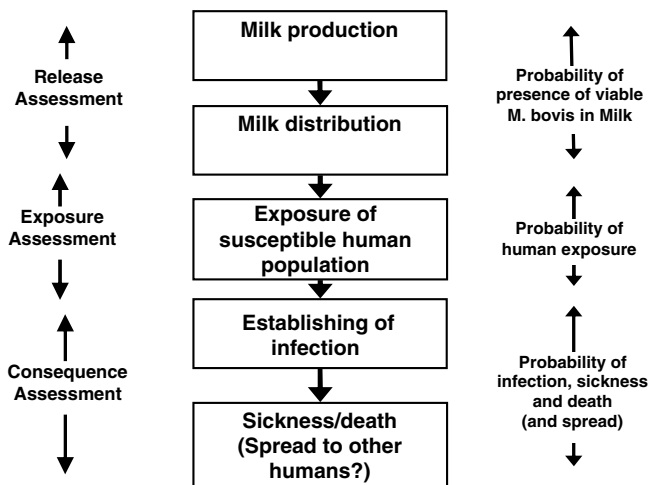 Milk production
Release
Assessment
Probability of
presence of viable
M. bovis in Milk
Milk distribution
Exposure
Assessment
Exposure of
susceptible human
population
Probability of
human exposure
Establishing of
infection
Consequence
Assessment
Probability of
infection, sickness
and death
(and spread)
Sickness/death
(Spread to other
humans?)